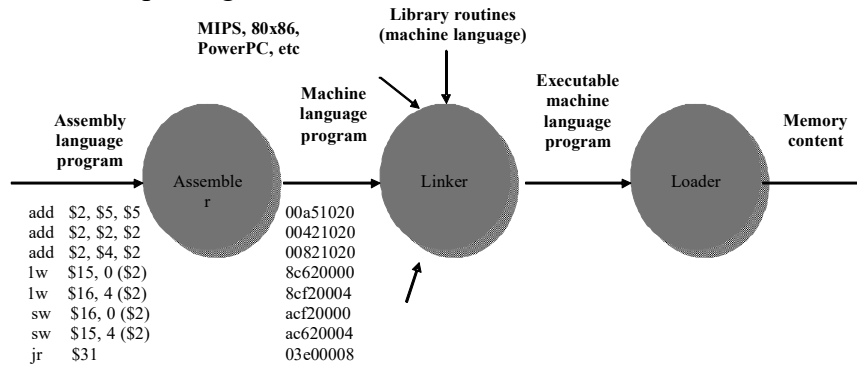 MIPS, 80x86,
PowerPC, etc
Library routines
(machine language)
Assembly
language
program
Assemble
r
Machine
language
program
Linker
Executable
machine
language
program
Loader
Memory
content
add $2, $5, $5
add $2, $2, $2
add $2, $4, $2
lw $15, 0 ($2)
lw $16, 4 ($2)
sw $16, 0 ($2)
sw $15, 4 ($2)
jr $31
00a51020
00421020
00821020
8c620000
8cf20004
acf20000
ac620004
03e00008